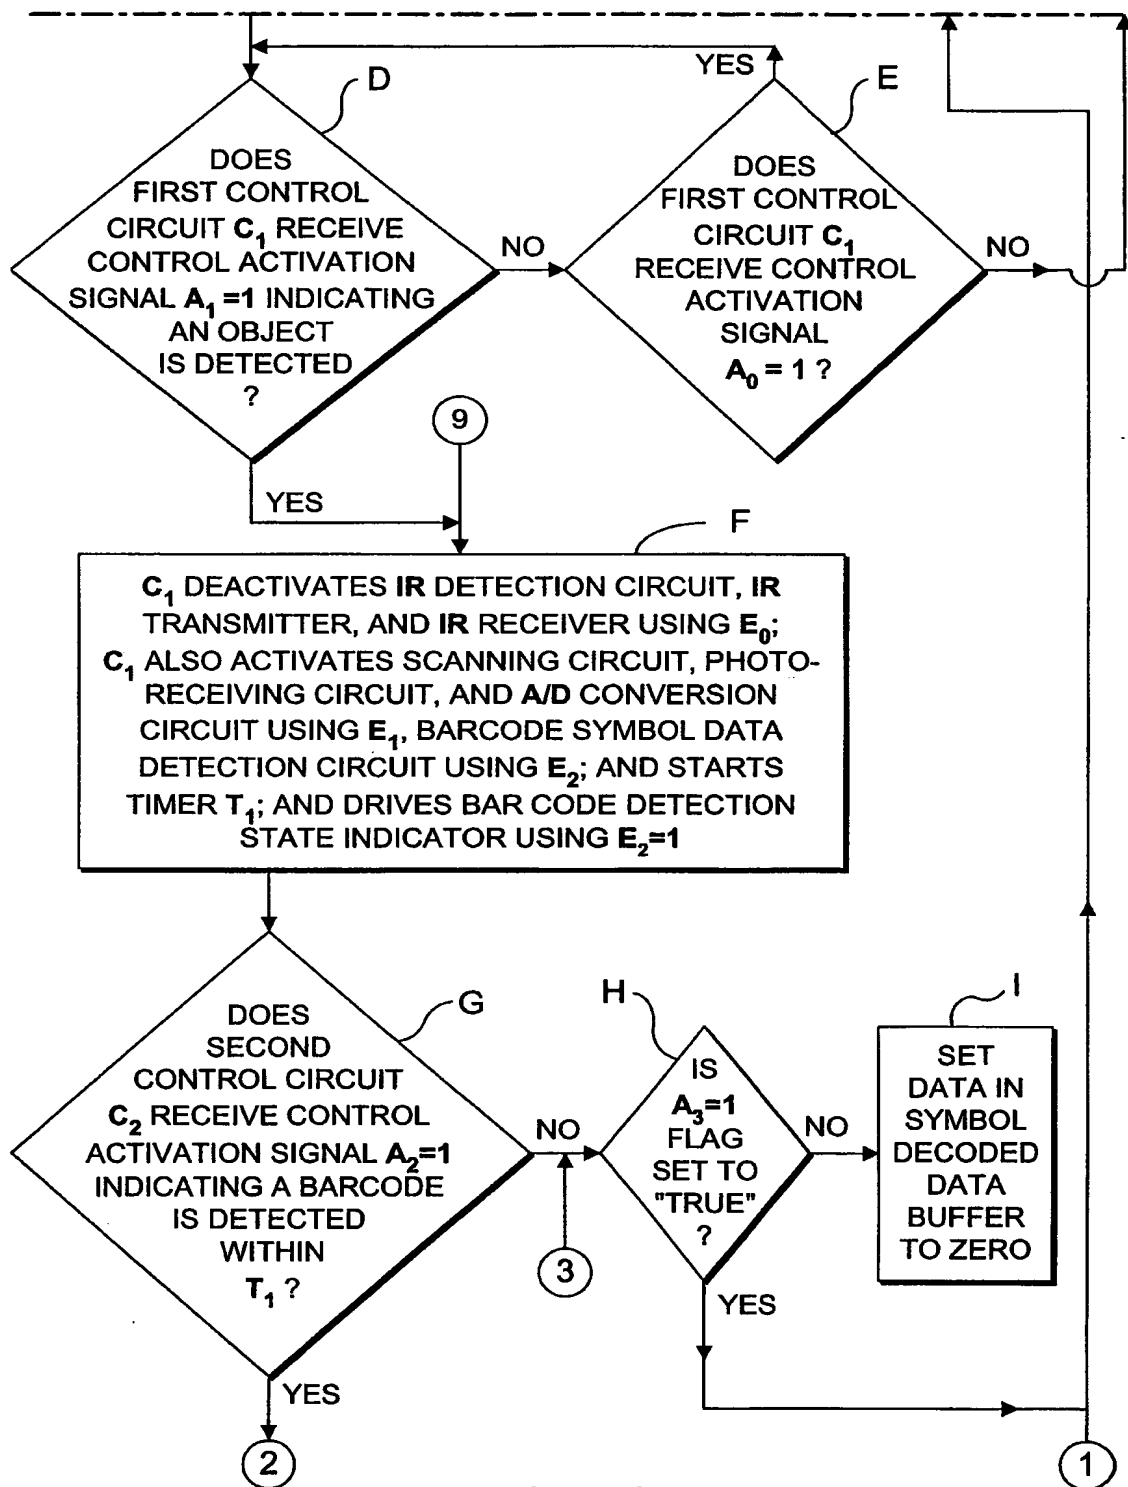 YES
D
E
DOES
FIRST CONTROL
CIRCUIT C₁ RECEIVE
CONTROL ACTIVATION
SIGNAL A₁ =1 INDICATING
AN OBJECT
IS DETECTED
?
NO
DOES
FIRST CONTROL
CIRCUIT C₁
RECEIVE CONTROL
ACTIVATION
SIGNAL
A₀ = 1 ?
NO
9
YES
F
C₁ DEACTIVATES IR DETECTION CIRCUIT, IR
TRANSMITTER, AND IR RECEIVER USING E₀;
C₁ ALSO ACTIVATES SCANNING CIRCUIT, PHOTO-
RECEIVING CIRCUIT, AND A/D CONVERSION
CIRCUIT USING E₁, BARCODE SYMBOL DATA
DETECTION CIRCUIT USING E₂; AND STARTS
TIMER T₁; AND DRIVES BAR CODE DETECTION
STATE INDICATOR USING E₂=1
G
DOES
SECOND
CONTROL CIRCUIT
C₂ RECEIVE CONTROL
ACTIVATION SIGNAL A₂=1
INDICATING A BARCODE
IS DETECTED
WITHIN
T₁ ?
NO
3
H
IS
A₃=1
FLAG
SET TO
"TRUE"
?
NO
I
SET
DATA IN
SYMBOL
DECODED
DATA
BUFFER
TO ZERO
YES
YES
2
1